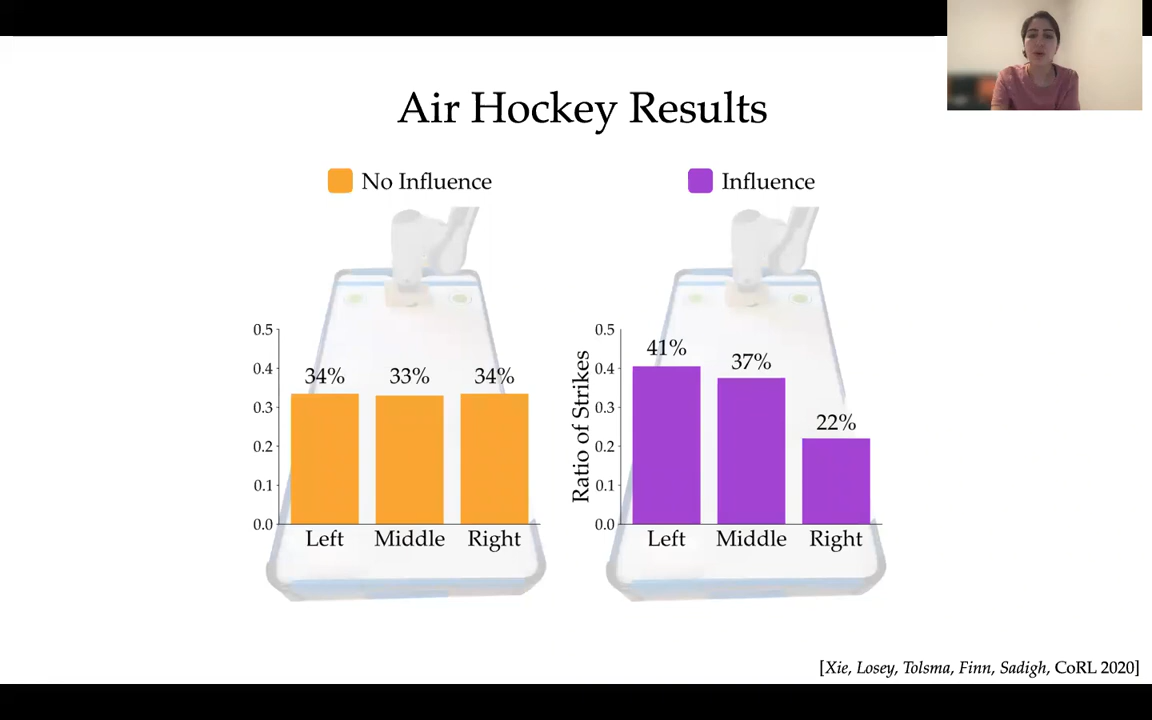 Air Hockey Results
No Influence
Influence
0.5
0.4
0.3
0.2
0.1
0.0
34%
33%
34%
Left
Middle
Right
Ratio of Strikes
0.5
0.4
0.3
0.2
0.1
0.0
41%
37%
22%
Left
Middle
Right
[Xie, Losey, Tolsma, Finn, Sadigh, CoRL 2020]